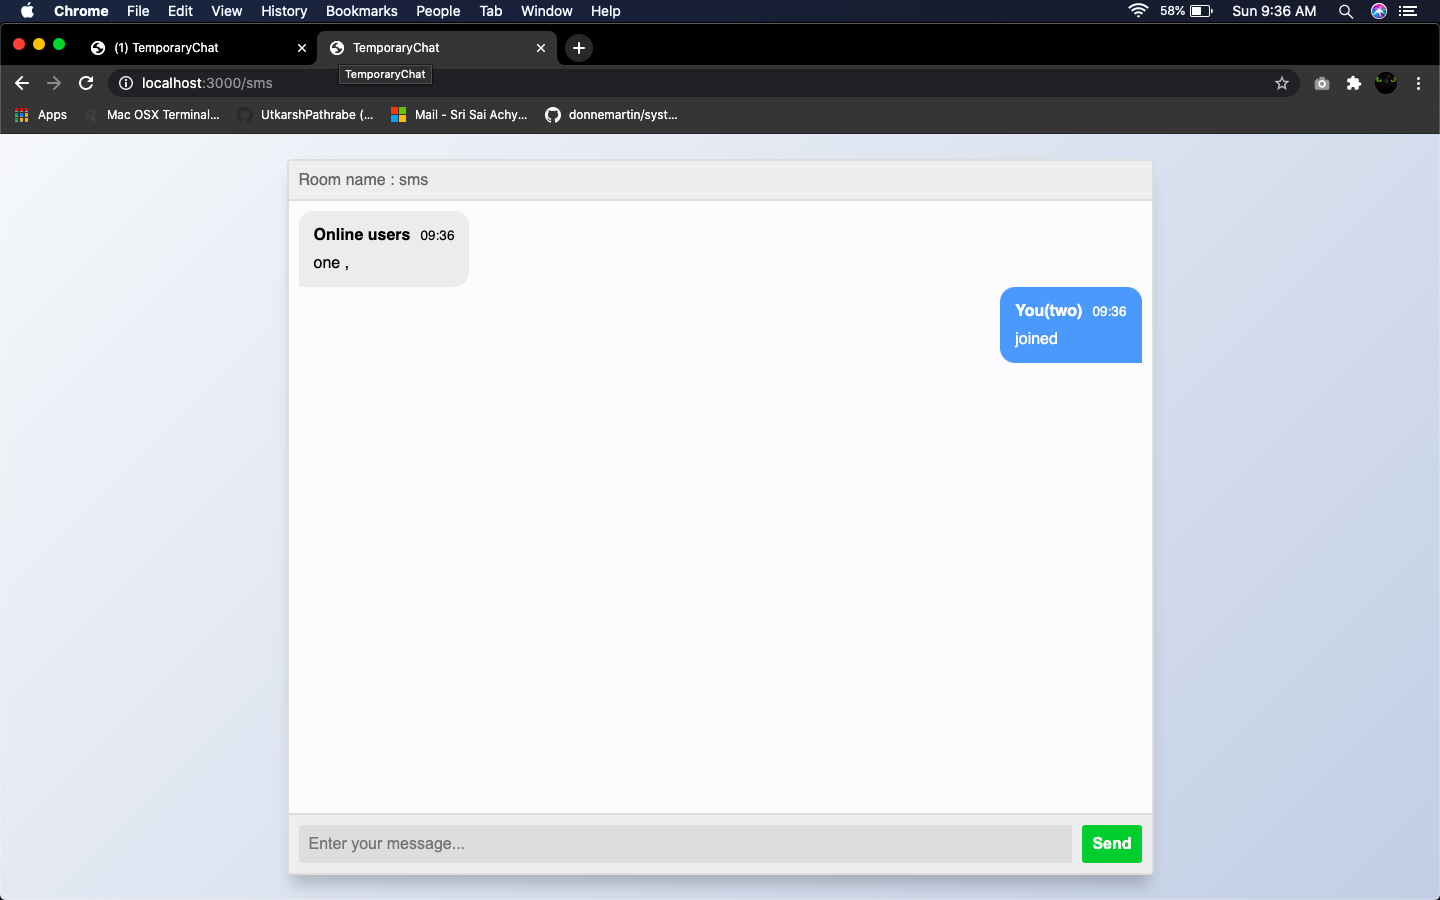 Chrome File Edit View History Bookmarks People Tab Window Help 58% Sun 9:36 AM
(1) TemporaryChat TemporaryChat
TemporaryChat
localhost:3000/sms
Apps Mac OSX Terminal... UtkarshPathrabe (... Mail - Sri Sai Achy... donnemartin/syst...
Room name : sms
Online users 09:36
one ,
You(two) 09:36
joined
Enter your message... Send